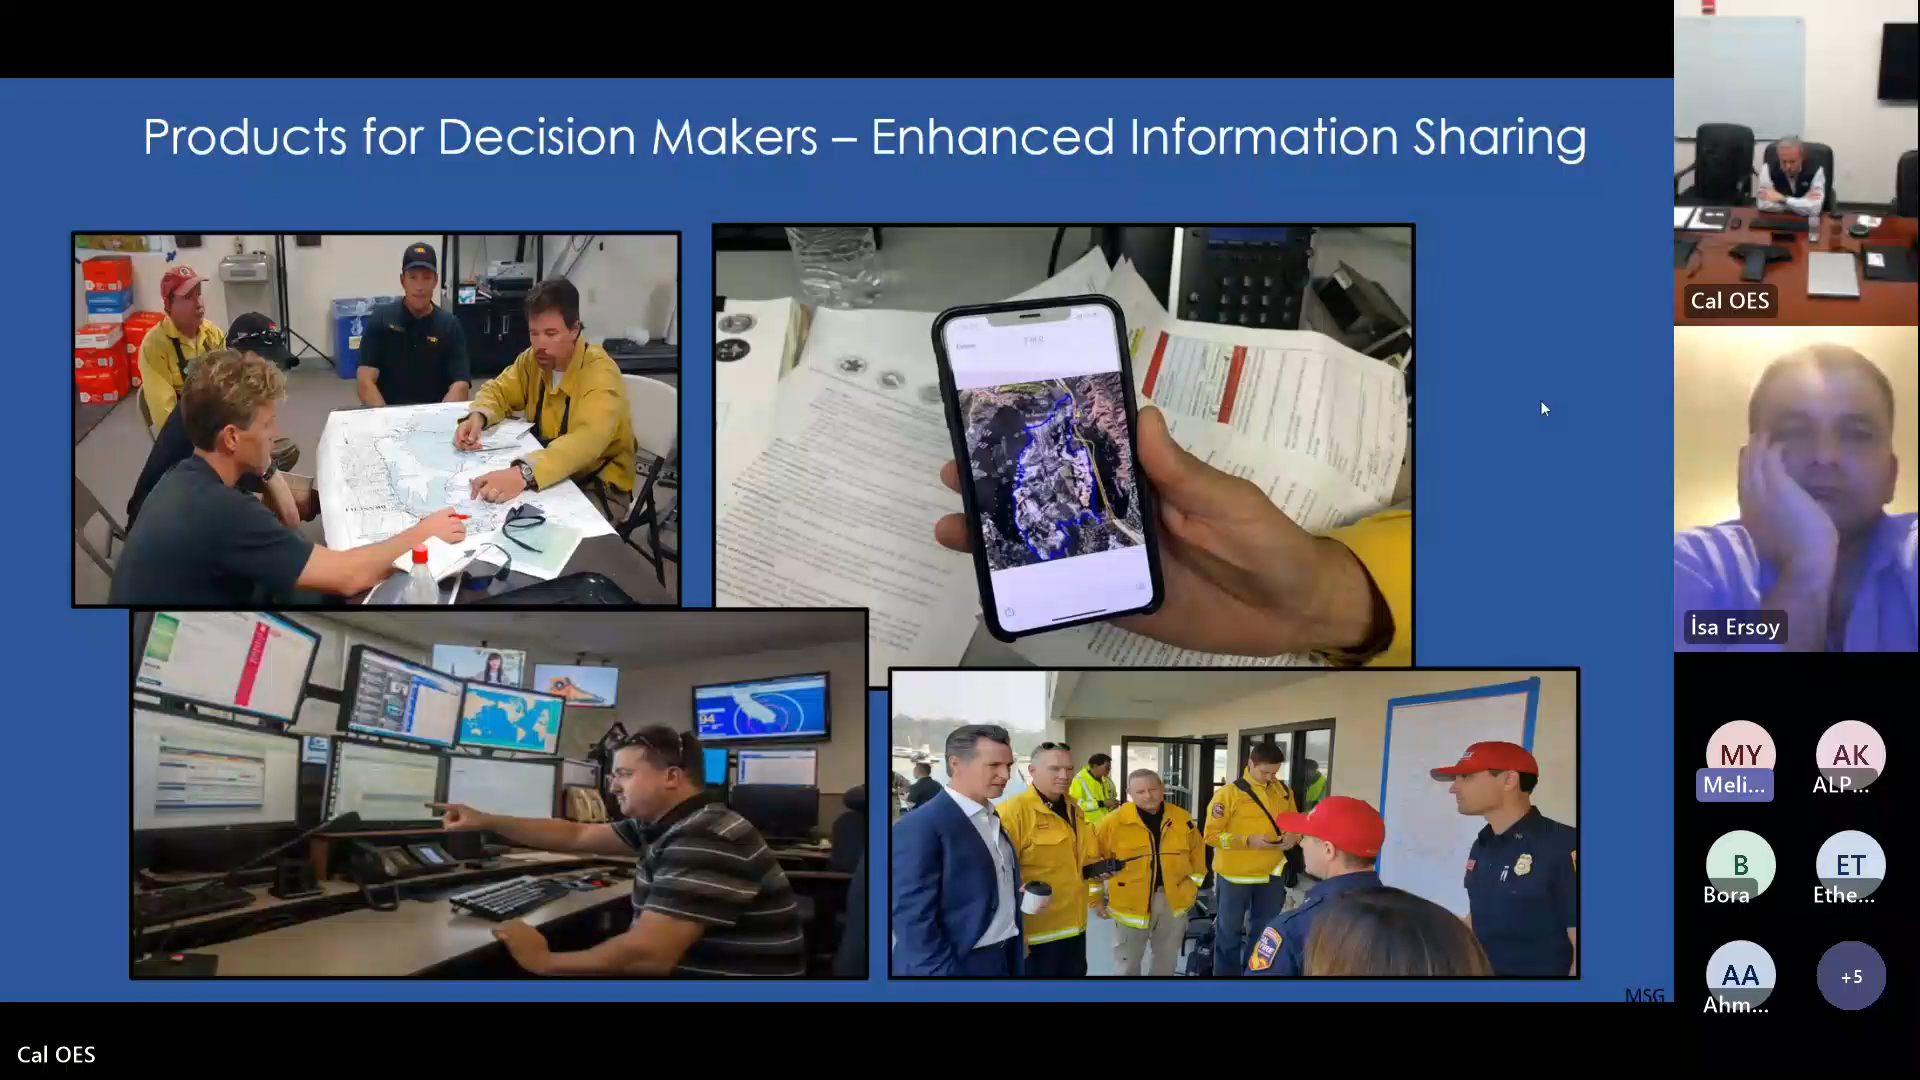 Products for Decision Makers – Enhanced Information Sharing
94
MSG
Cal OES
Cal OES
İsa Ersoy
MY
Meli...
AK
ALP...
B
Bora
ET
Ethe...
AA
Ahm...
+5